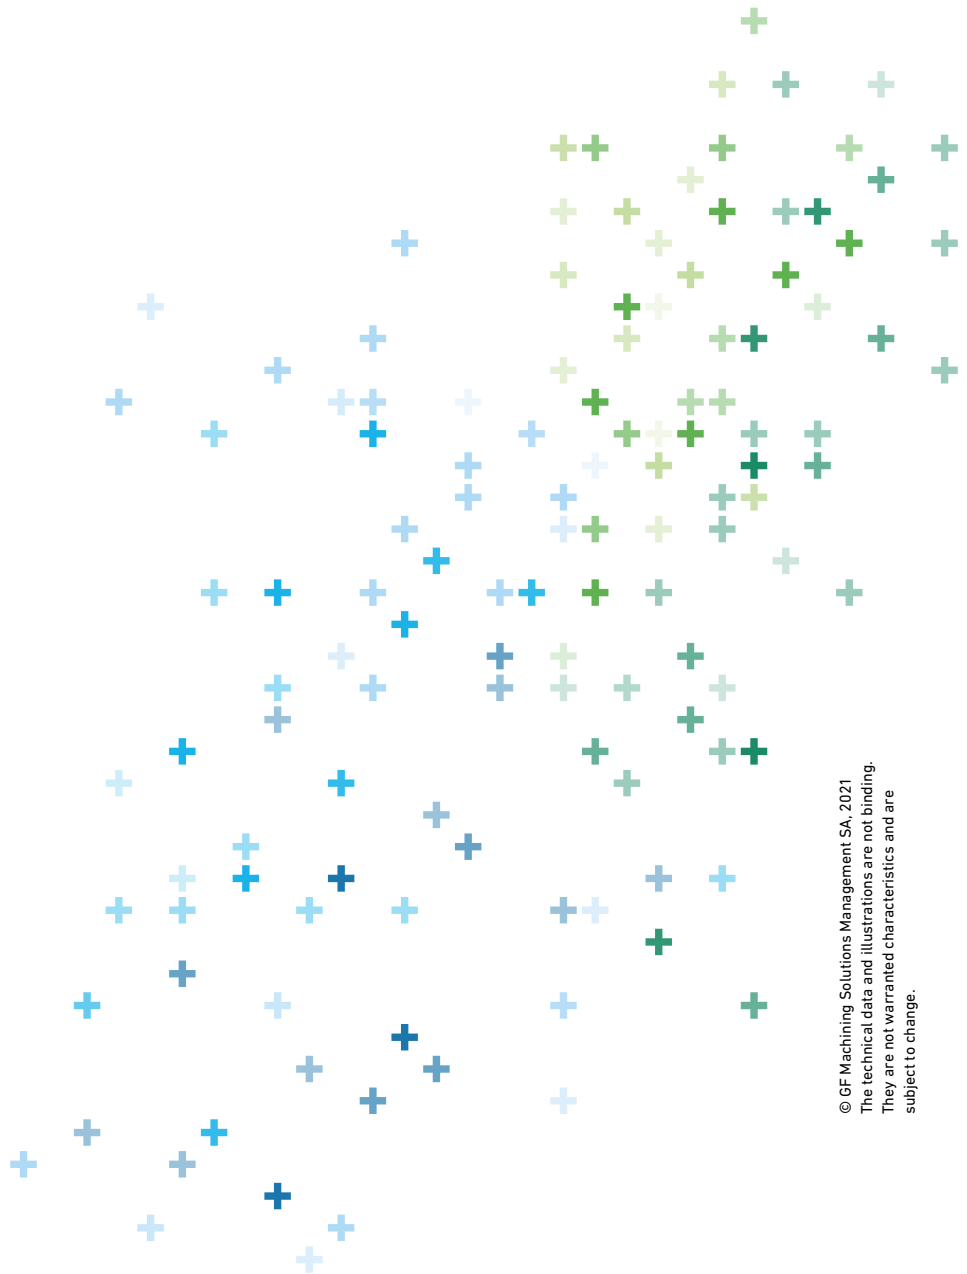 © GF Machining Solutions Management SA, 2021
The technical data and illustrations are not binding.
They are not warranted characteristics and are
subject to change.